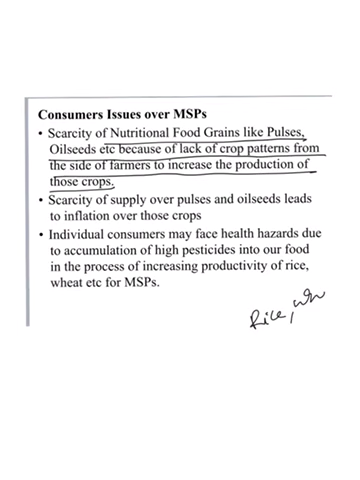 Consumers Issues over MSPs
• Scarcity of Nutritional Food Grains like Pulses,
Oilseeds etc because of lack of crop patterns from
the side of farmers to increase the production of
those crops.
• Scarcity of supply over pulses and oilseeds leads
to inflation over those crops
• Individual consumers may face health hazards due
to accumulation of high pesticides into our food
in the process of increasing productivity of rice,
wheat etc for MSPs.
Rice,